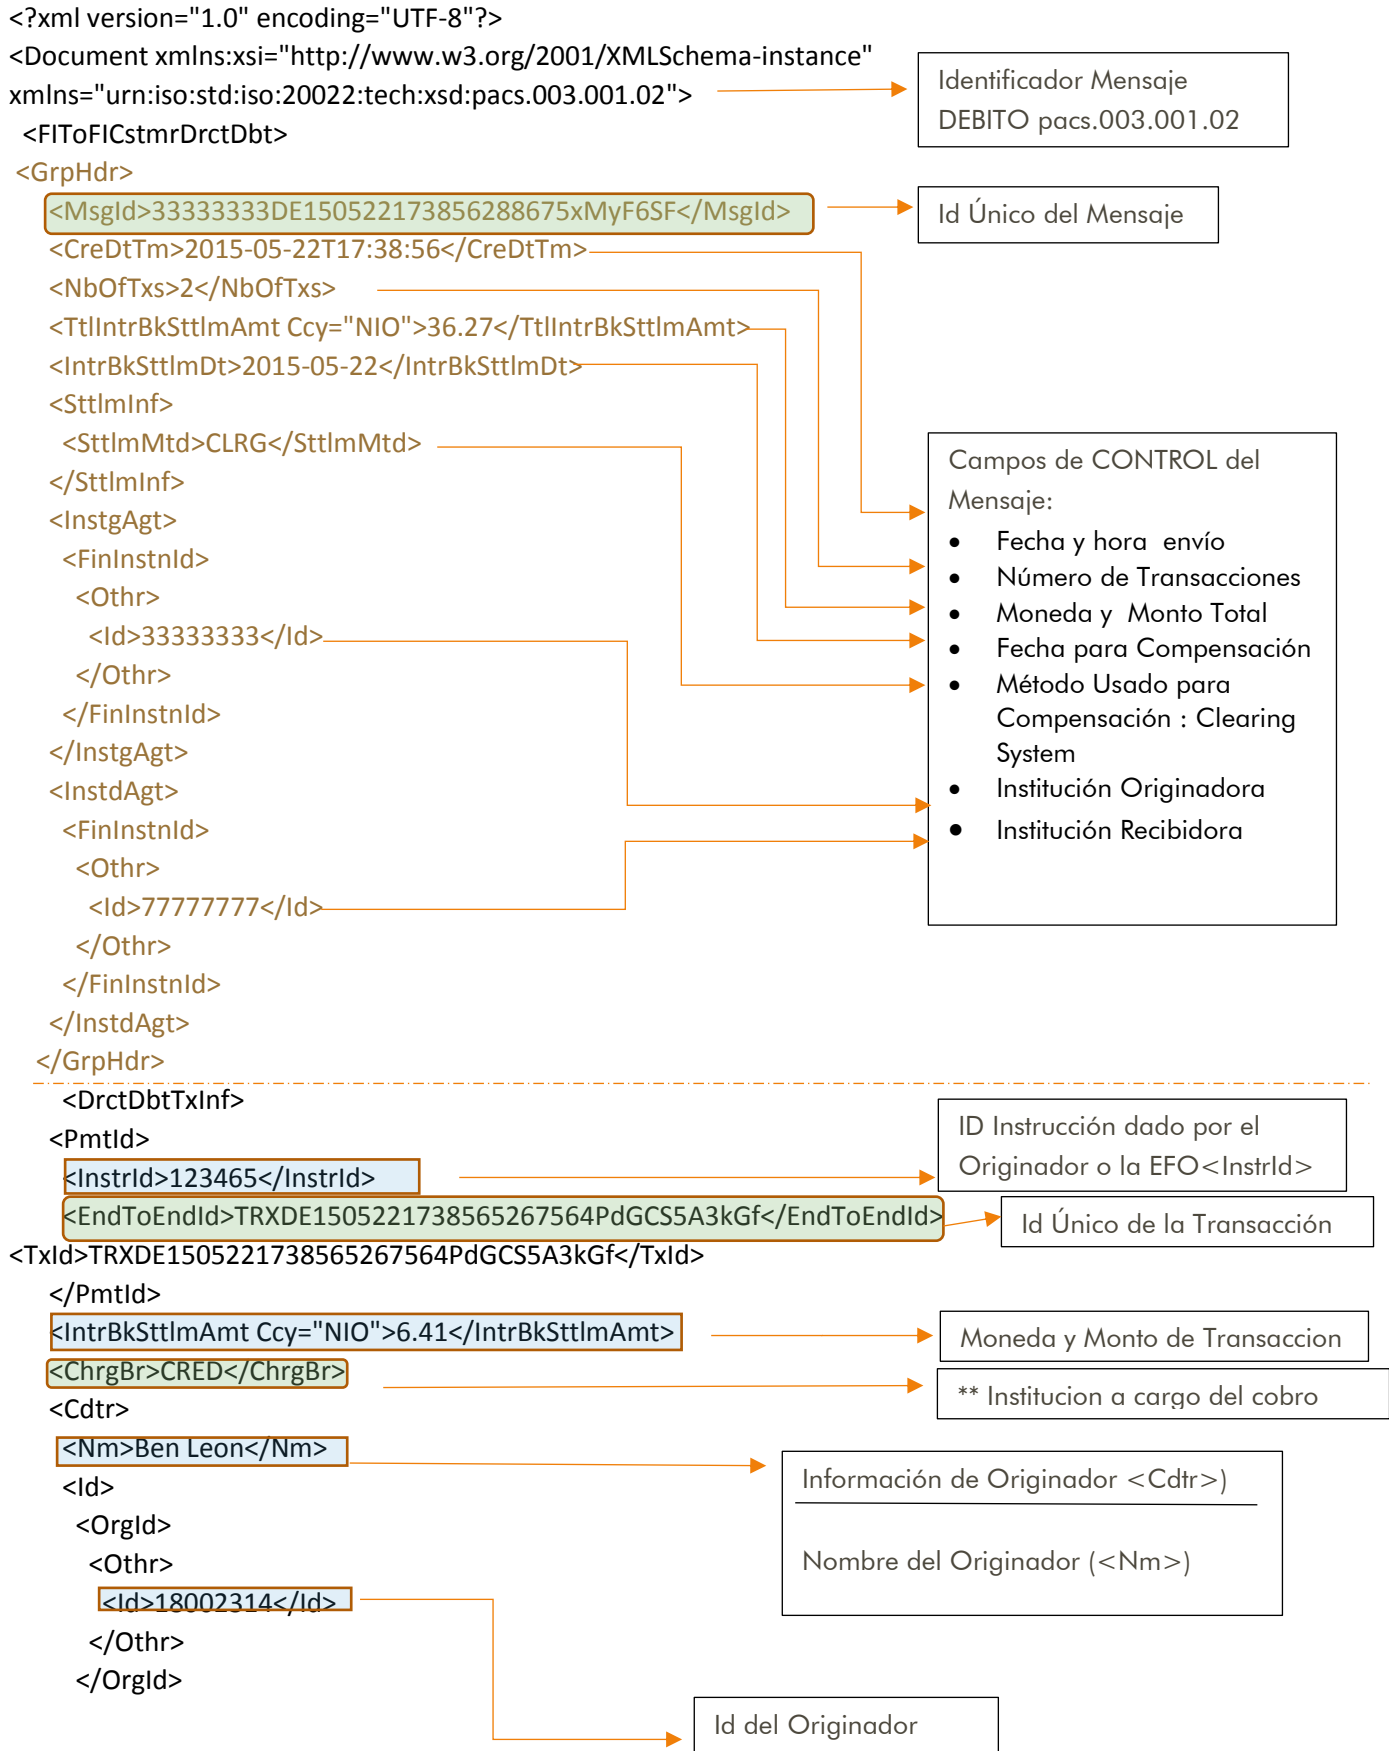 <?xml version="1.0" encoding="UTF-8"?>
<Document xmlns:xsi="http://www.w3.org/2001/XMLSchema-instance"
xmlns="urn:iso:std:iso:20022:tech:xsd:pacs.003.001.02">
Identificador Mensaje
DEBITO pacs.003.001.02
<FIToFICstmrDrctDbt>
<GrpHdr>
<MsgId>33333333DE150522173856288675xMyF6SF</MsgId>
Id Único del Mensaje
<CreDtTm>2015-05-22T17:38:56</CreDtTm>
<NbOfTxs>2</NbOfTxs>
<TtlIntrBkSttlmAmt Ccy="NIO">36.27</TtlIntrBkSttlmAmt>
<IntrBkSttlmDt>2015-05-22</IntrBkSttlmDt>
<SttlmInf>
<SttlmMtd>CLRG</SttlmMtd>
</SttlmInf>
<InstgAgt>
<FinInstnId>
<Othr>
<Id>33333333</Id>
</Othr>
</FinInstnId>
</InstgAgt>
<InstdAgt>
<FinInstnId>
<Othr>
<Id>77777777</Id>
</Othr>
</FinInstnId>
</InstdAgt>
</GrpHdr>
Campos de CONTROL del
Mensaje:
• Fecha y hora envío
• Número de Transacciones
• Moneda y Monto Total
• Fecha para Compensación
• Método Usado para
Compensación : Clearing
System
• Institución Originadora
• Institución Recibidora
<DrctDbtTxInf>
<PmtId>
<InstrId>123465</InstrId>
ID Instrucción dado por el
Originador o la EFO<InstrId>
<EndToEndId>TRXDE1505221738565267564PdGCS5A3kGf</EndToEndId>
Id Único de la Transacción
<TxId>TRXDE1505221738565267564PdGCS5A3kGf</TxId>
</PmtId>
<IntrBkSttlmAmt Ccy="NIO">6.41</IntrBkSttlmAmt>
Moneda y Monto de Transaccion
<ChrgBr>CRED</ChrgBr>
** Institucion a cargo del cobro
<Cdtr>
<Nm>Ben Leon</Nm>
<Id>
<OrgId>
<Othr>
<Id>18002314</Id>
</Othr>
</OrgId>
Información de Originador <Cdtr>)
Nombre del Originador (<Nm>)
Id del Originador